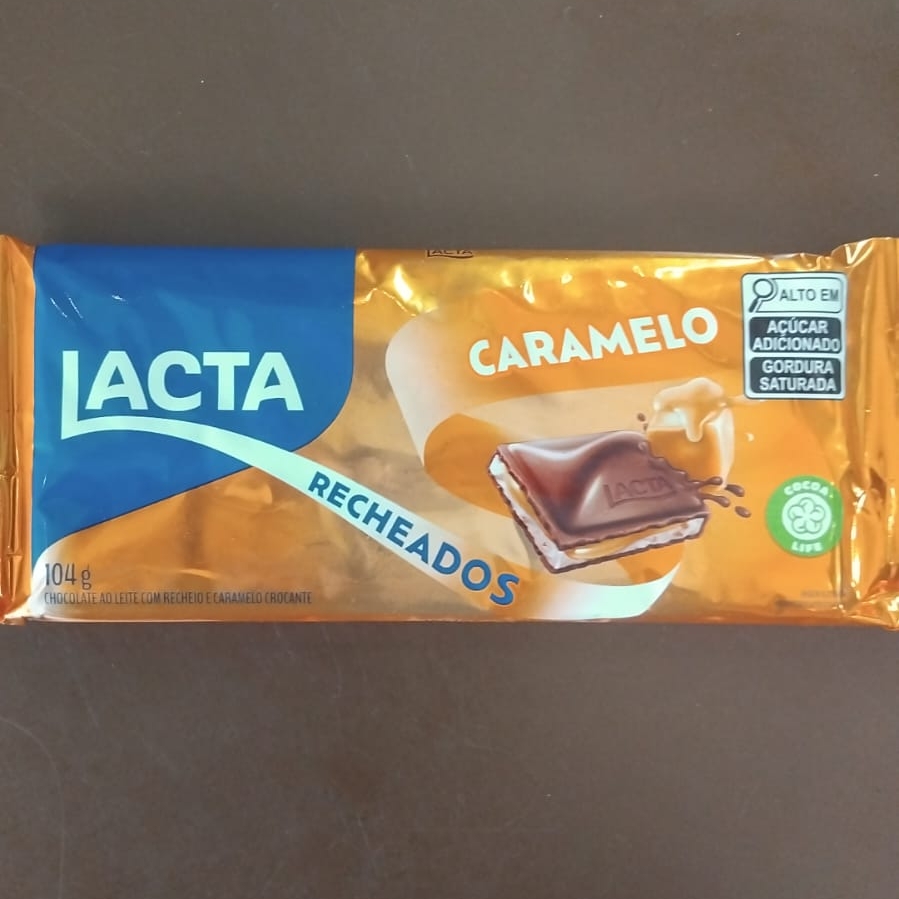 LACTA
LACTA
RECHEADOS
CARAMELO
LACTA
ALTO EM
AÇÚCAR
ADICIONADO
GORDURA
SATURADA
COCOA
LIFE
104 g
CHOCOLATE AO LEITE COM RECHEIO E CARAMELO CROCANTE